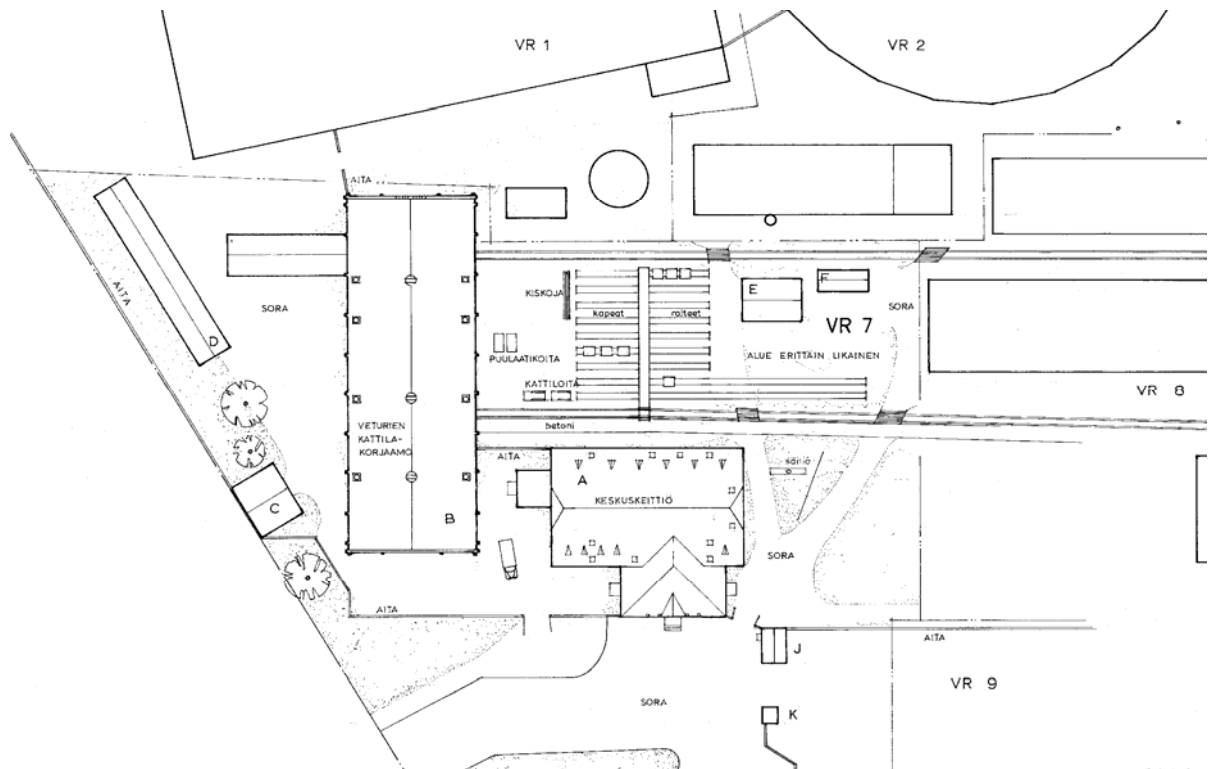 VR 1
VR 2
AITA
AITA
SORA
D
KISKOJA
kapeat
raiteet
E
F
SORA
VR 7
PUULAATIKOITA
ALUE ERITTÄIN LIKAINEN
KATTILOITA
VR 8
VETURIEN
KATTILA-
KORJAAMO
betoni
AITA
A
säiliö
KESKUSKEITTIÖ
C
B
SORA
AITA
AITA
J
VR 9
SORA
K